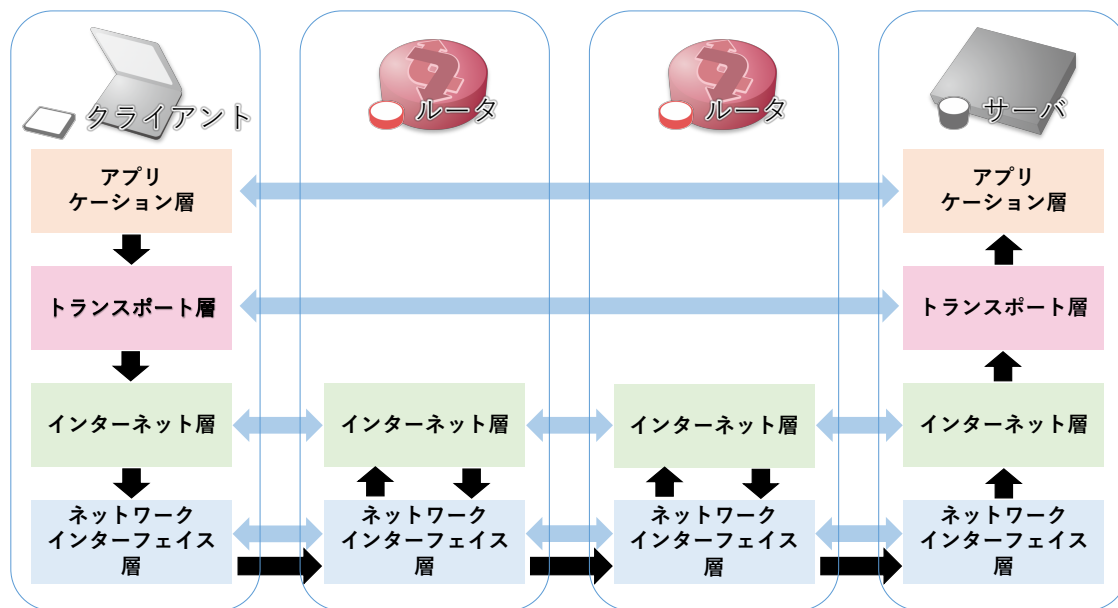 クライアント
ルータ
ルータ
サーバ
アプリ
ケーション層
アプリ
ケーション層
トランスポート層
トランスポート層
インターネット層
インターネット層
インターネット層
インターネット層
ネットワーク
インターフェイス
層
ネットワーク
インターフェイス
層
ネットワーク
インターフェイス
層
ネットワーク
インターフェイス
層